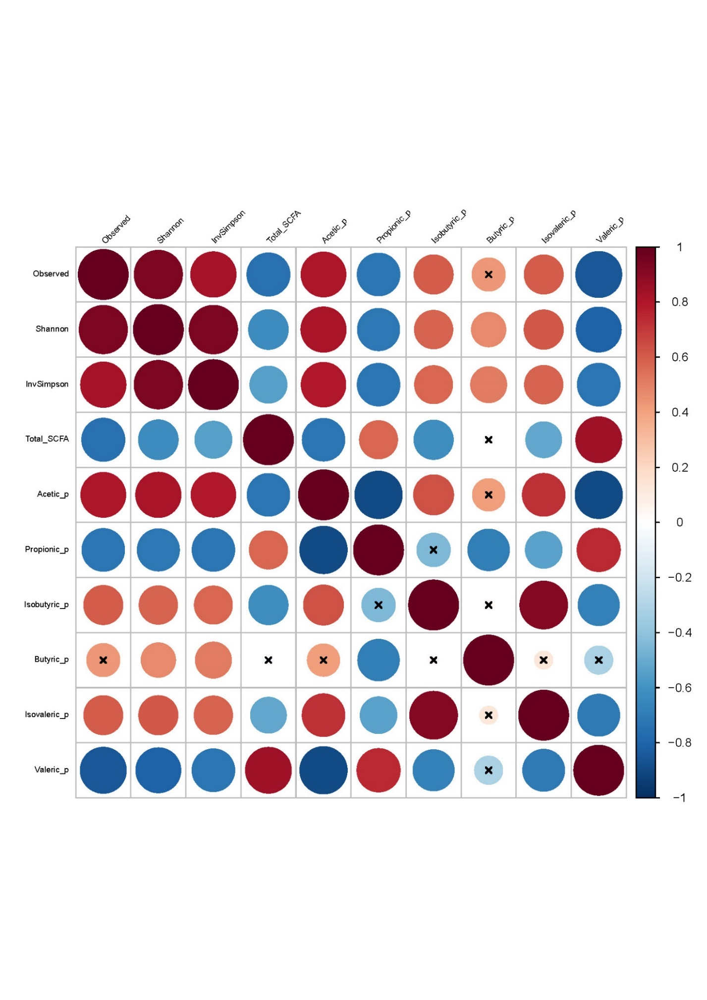 Observed
Shannon
InvSimpson
Total_SCFA
Acetic_p
Propionic_p
Isobutyric_p
Butyric_p
Isovaleric_p
Valeric_p
Observed
Shannon
InvSimpson
Total_SCFA
Acetic_p
Propionic_p
Isobutyric_p
Butyric_p
Isovaleric_p
Valeric_p
1
0.8
0.6
0.4
0.2
0
−0.2
−0.4
−0.6
−0.8
−1